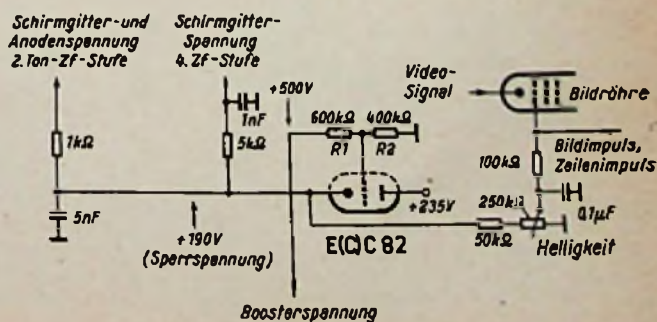 Schirmgitter-und
Anodenspannung
2.Ton-Zf-Stufe
Schirmgitter-
Spannung
4. Zf-Stufe
Video-
Signal
Bildröhre
+500V
1nF
600kΩ
400kΩ
1kΩ
5kΩ
R1
R2
100kΩ
Bildimpuls,
Zeilenimpuls
250kΩ
0,1µF
+235V
5nF
+190V
(Sperrspannung)
E(C)C 82
50kΩ
Helligkeit
Boosterspannung